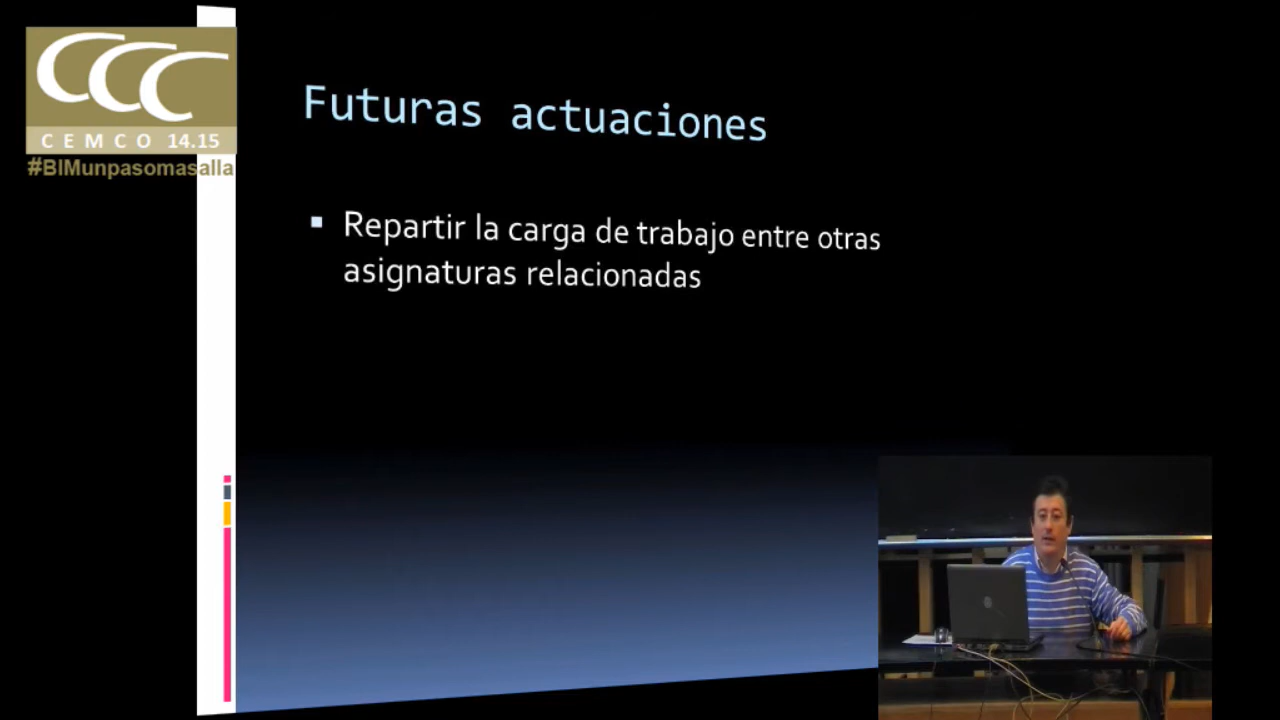 CCC
CEMCO 14.15
#BIMunpasomasalla
Futuras actuaciones
Repartir la carga de trabajo entre otras
asignaturas relacionadas